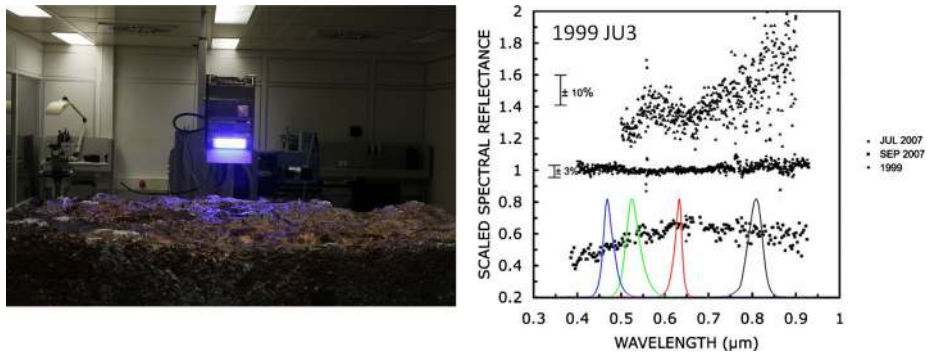 1999 JU3
± 10%
± 3%
SCALED SPECTRAL REFLECTANCE
2
1.8
1.6
1.4
1.2
1
0.8
0.6
0.4
0.2
0.3 0.4 0.5 0.6 0.7 0.8 0.9 1
WAVELENGTH (µm)
JUL 2007
SEP 2007
1999